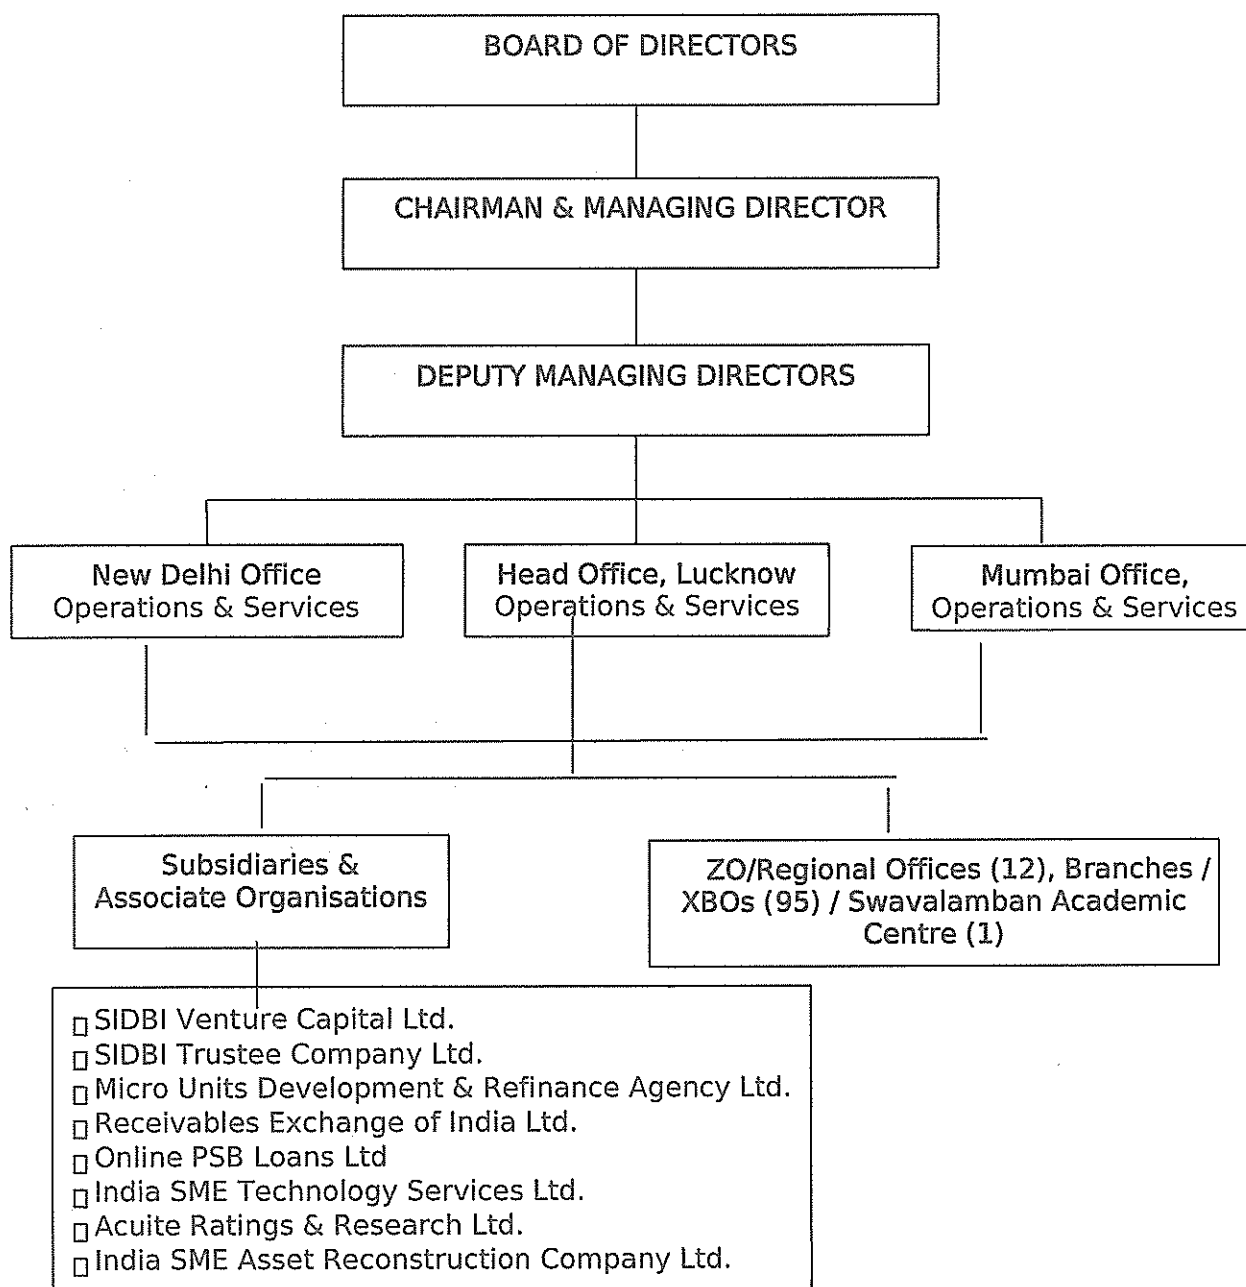 BOARD OF DIRECTORS
CHAIRMAN & MANAGING DIRECTOR
DEPUTY MANAGING DIRECTORS
New Delhi Office
Operations & Services
Head Office, Lucknow
Operations & Services
Mumbai Office,
Operations & Services
Subsidiaries &
Associate Organisations
ZO/Regional Offices (12), Branches /
XBOs (95) / Swavalamban Academic
Centre (1)
SIDBI Venture Capital Ltd.
SIDBI Trustee Company Ltd.
Micro Units Development & Refinance Agency Ltd.
Receivables Exchange of India Ltd.
Online PSB Loans Ltd
India SME Technology Services Ltd.
Acuite Ratings & Research Ltd.
India SME Asset Reconstruction Company Ltd.